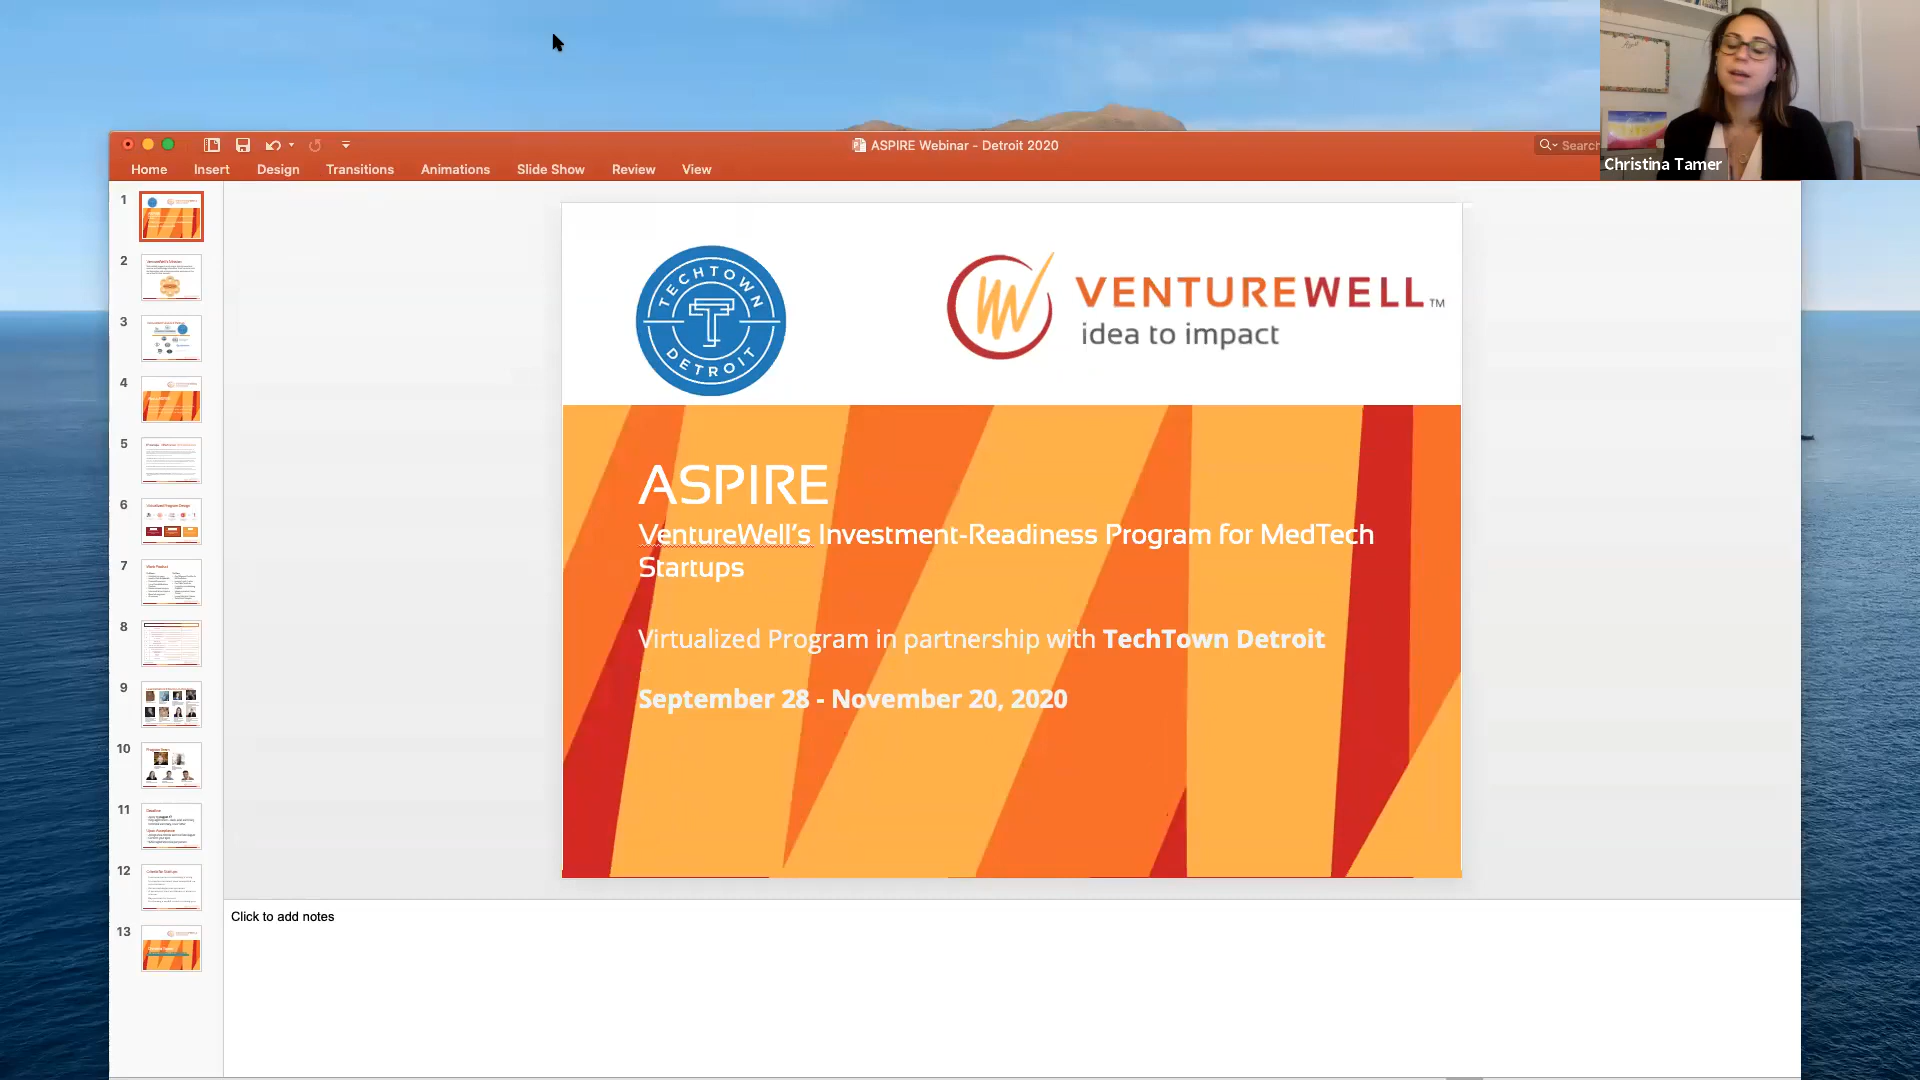 ASPIRE Webinar - Detroit 2020
Search
Home Insert Design Transitions Animations Slide Show Review View
Christina Tamer
1
2
3
4
5
6
7
8
9
10
11
12
13
TECHTOWN
T
DETROIT
VENTUREWELL™
idea to impact
ASPIRE
VentureWell's Investment-Readiness Program for MedTech
Startups
Virtualized Program in partnership with TechTown Detroit
September 28 - November 20, 2020
Click to add notes